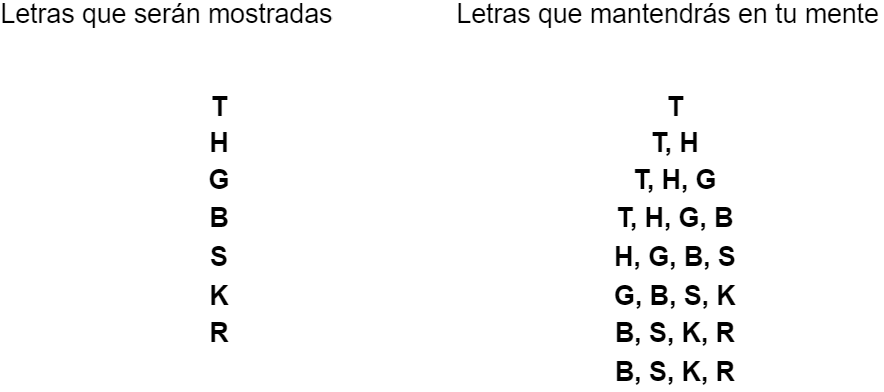 Letras que serán mostradas Letras que mantendrás en tu mente
T T
H T, H
G T, H, G
B T, H, G, B
S H, G, B, S
K G, B, S, K
R B, S, K, R
B, S, K, R